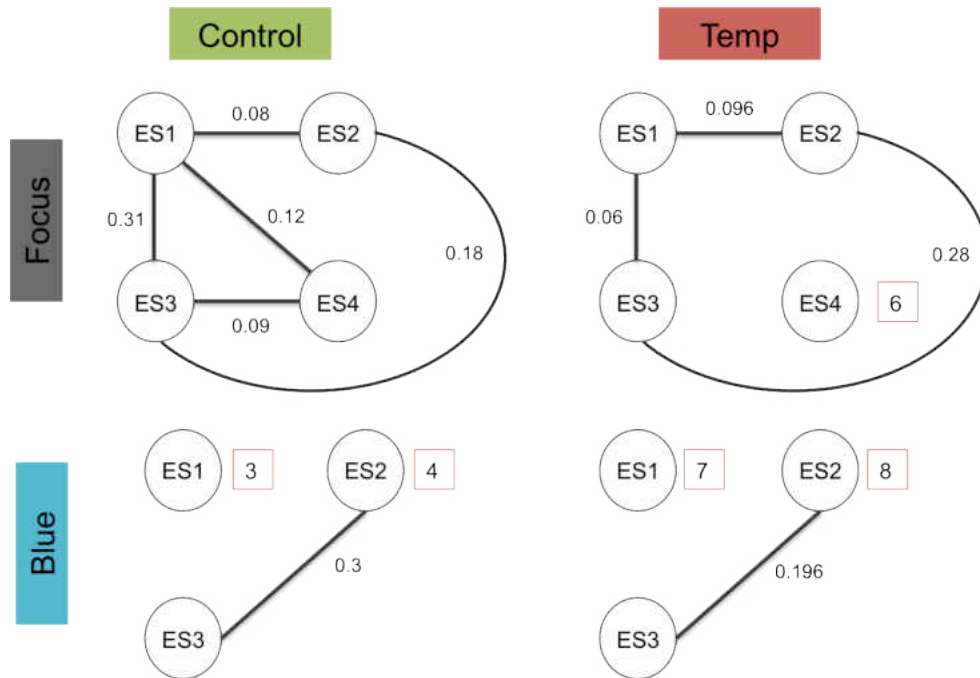 Control
Temp
Focus
ES1
0.08
ES2
0.31
0.12
0.18
ES3
0.09
ES4
ES1
0.096
ES2
0.06
0.28
ES3
ES4
6
Blue
ES1
3
ES2
4
0.3
ES3
ES1
7
ES2
8
0.196
ES3